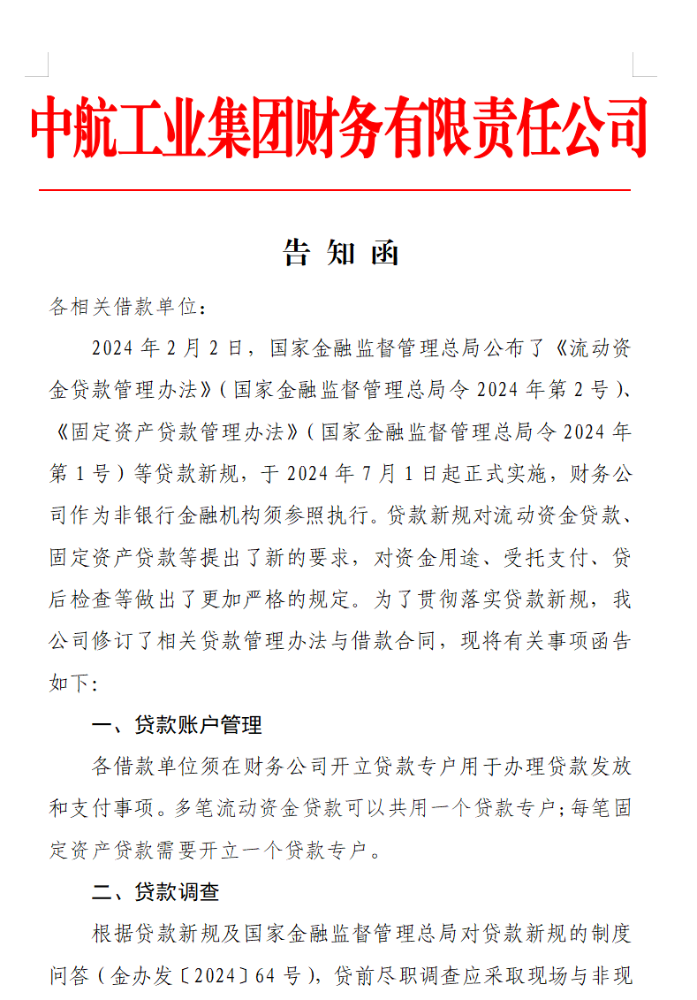 中航工业集团财务有限责任公司
告 知 函
各相关借款单位：
2024 年 2 月 2 日，国家金融监督管理总局公布了《流动资
金贷款管理办法》（国家金融监督管理总局令 2024 年第 2 号）、
《固定资产贷款管理办法》（国家金融监督管理总局令 2024 年
第 1 号）等贷款新规，于 2024 年 7 月 1 日起正式实施，财务公
司作为非银行金融机构须参照执行。贷款新规对流动资金贷款、
固定资产贷款等提出了新的要求，对资金用途、受托支付、贷
后检查等做出了更加严格的规定。为了贯彻落实贷款新规，我
公司修订了相关贷款管理办法与借款合同，现将有关事项函告
如下：
一、贷款账户管理
各借款单位须在财务公司开立贷款专户用于办理贷款发放
和支付事项。多笔流动资金贷款可以共用一个贷款专户；每笔固
定资产贷款需要开立一个贷款专户。
二、贷款调查
根据贷款新规及国家金融监督管理总局对贷款新规的制度
问答（金办发〔2024〕64 号），贷前尽职调查应采取现场与非现